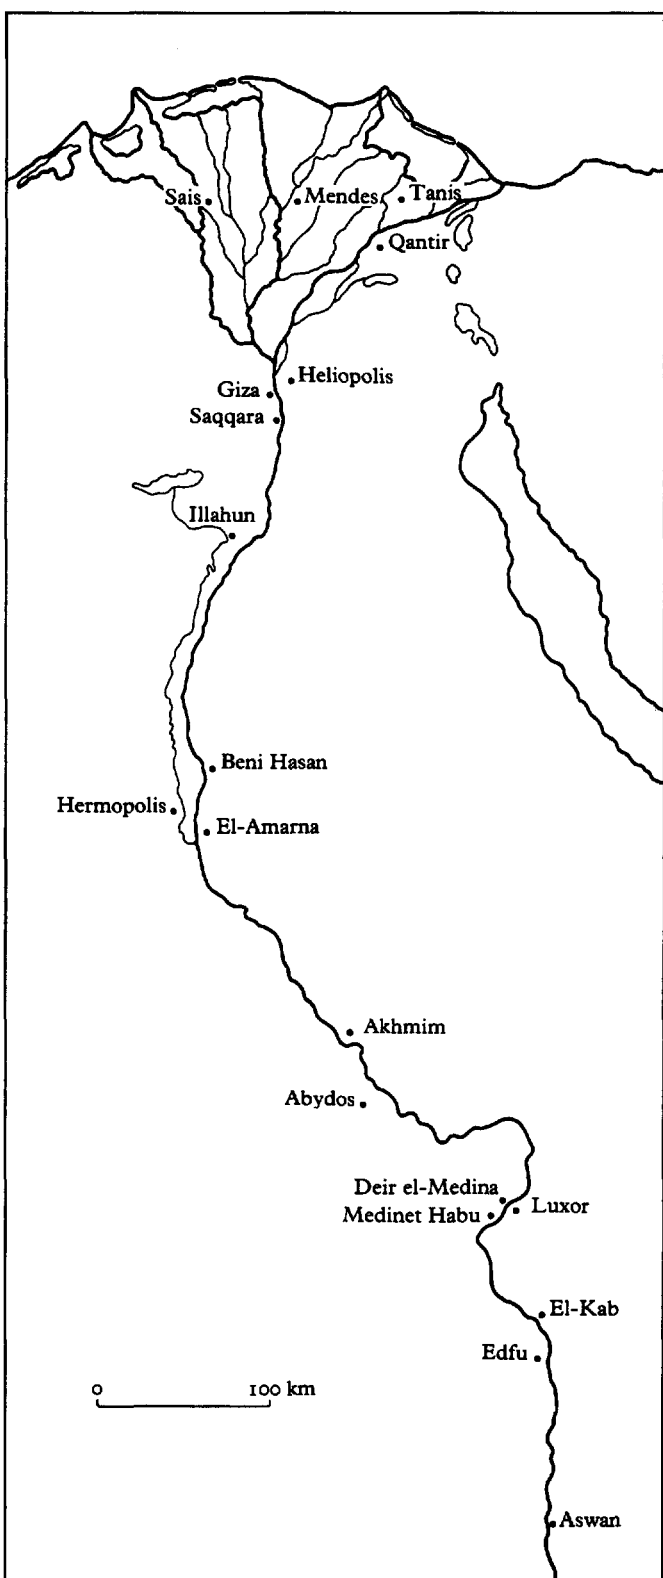 Sais
Mendes
Tanis
Qantir
Heliopolis
Giza
Saqqara
Illahun
Beni Hasan
Hermopolis
El-Amarna
Akhmim
Abydos
Deir el-Medina
Medinet Habu
Luxor
El-Kab
Edfu
0 100 km
Aswan